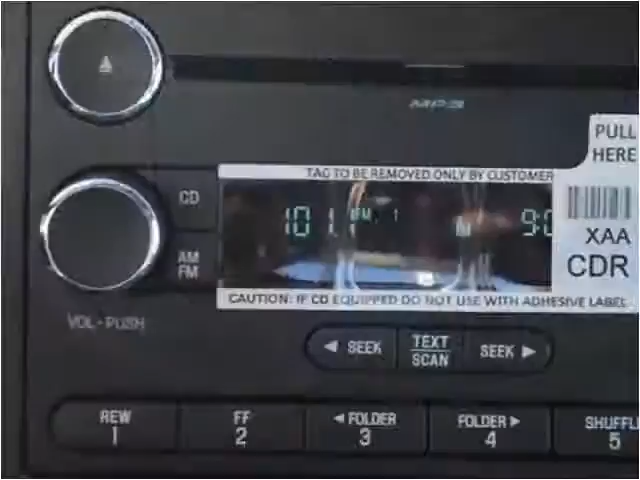 MP3
PULL
HERE
TAG TO BE REMOVED ONLY BY CUSTOMER
CD
101.1
FM 1
XAA
CDR
AM
FM
CAUTION: IF CD EQUIPPED DO NOT USE WITH ADHESIVE LABEL
VOL - PUSH
◄ SEEK
TEXT
SCAN
SEEK ►
REW
1
FF
2
◄ FOLDER
3
FOLDER ►
4
SHUFFL
5